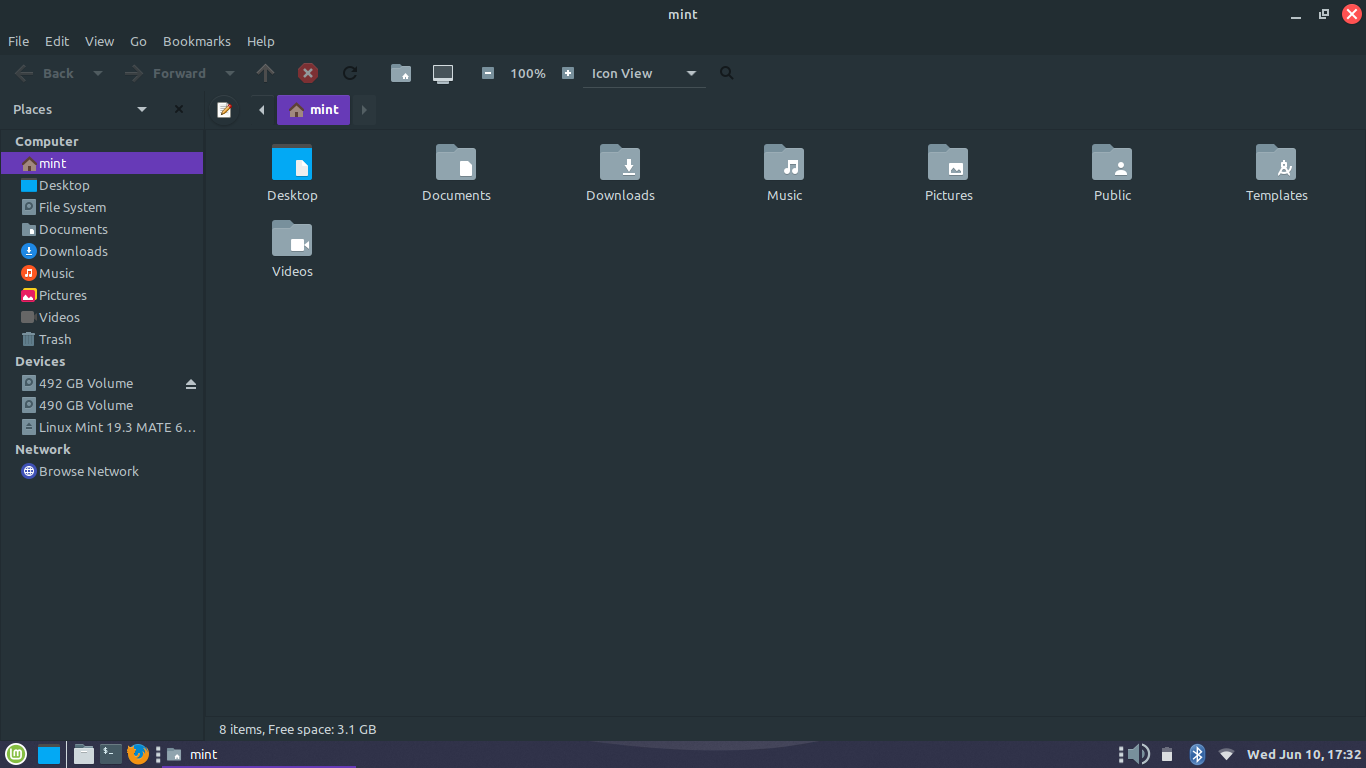 mint
File Edit View Go Bookmarks Help
Back Forward 100% Icon View
Places mint
Computer
mint
Desktop
File System
Documents
Downloads
Music
Pictures
Videos
Trash
Devices
492 GB Volume
490 GB Volume
Linux Mint 19.3 MATE 6...
Network
Browse Network
Desktop Documents Downloads Music Pictures Public Templates
Videos
8 items, Free space: 3.1 GB
mint Wed Jun 10, 17:32